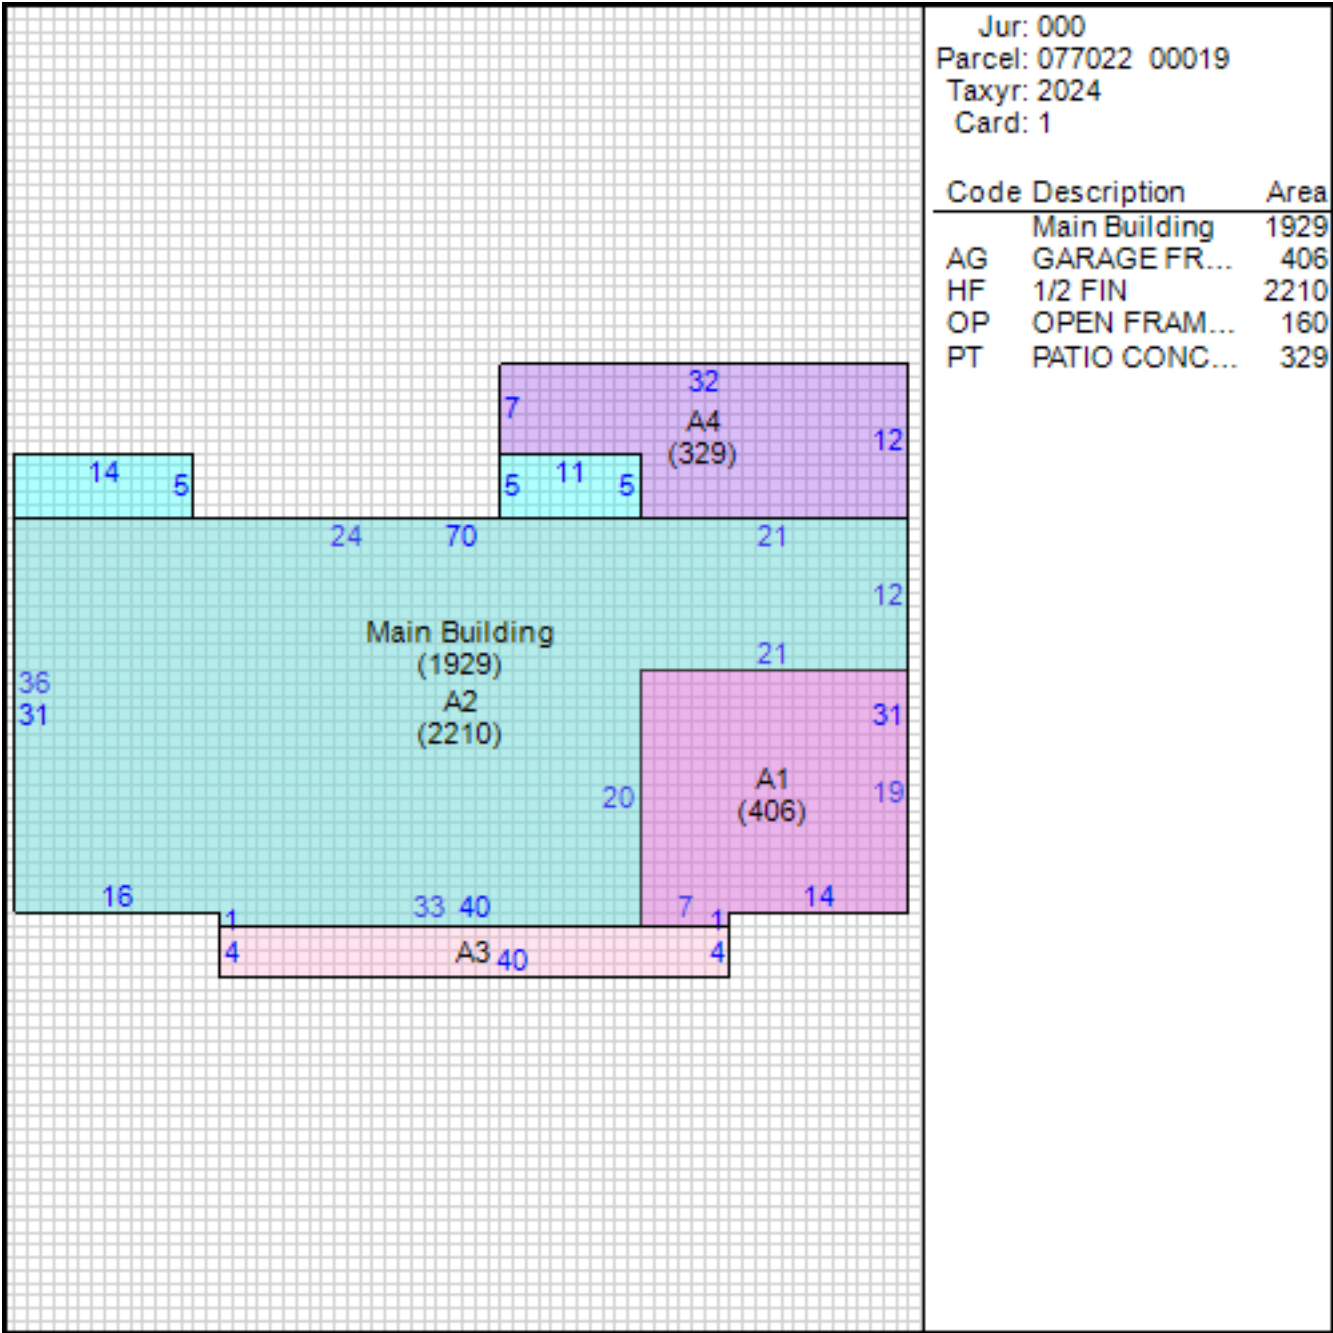 Jur: 000
Parcel: 077022 00019
Taxyr: 2024
Card: 1
Code Description Area
Main Building 1929
AG GARAGE FR... 406
HF 1/2 FIN 2210
OP OPEN FRAM... 160
PT PATIO CONC... 329
32
7
A4
(329)
12
14
5
5
11
5
24
70
21
12
Main Building
(1929)
A2
(2210)
21
36
31
31
A1
(406)
20
19
16
33
40
7
14
1
1
4
A3
40
4